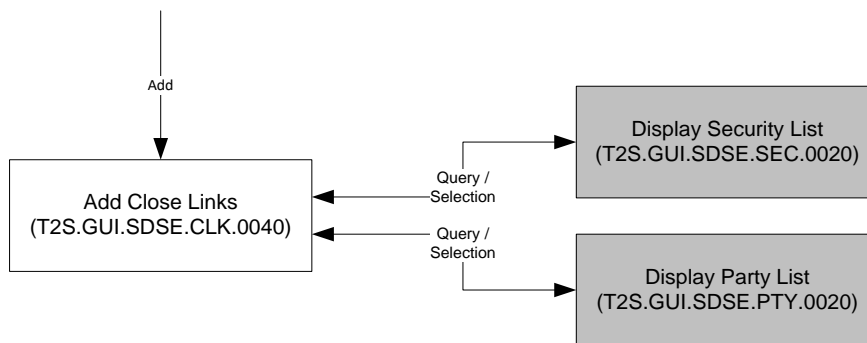 Add
Display Security List
(T2S.GUI.SDSE.SEC.0020)
Add Close Links
(T2S.GUI.SDSE.CLK.0040)
Query /
Selection
Query /
Selection
Display Party List
(T2S.GUI.SDSE.PTY.0020)